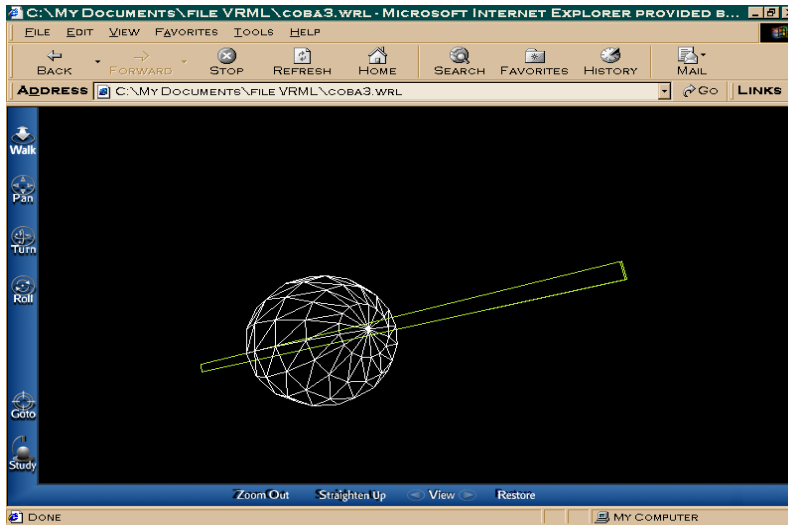 C:\My Documents\file VRML\coba3.wrl - Microsoft Internet Explorer provided b...
File Edit View Favorites Tools Help
Back Forward Stop Refresh Home Search Favorites History Mail
Address C:\My Documents\file VRML\coba3.wrl Go Links
Walk
Pan
Turn
Roll
Goto
Study
Zoom Out Straighten Up View Restore
Done My Computer